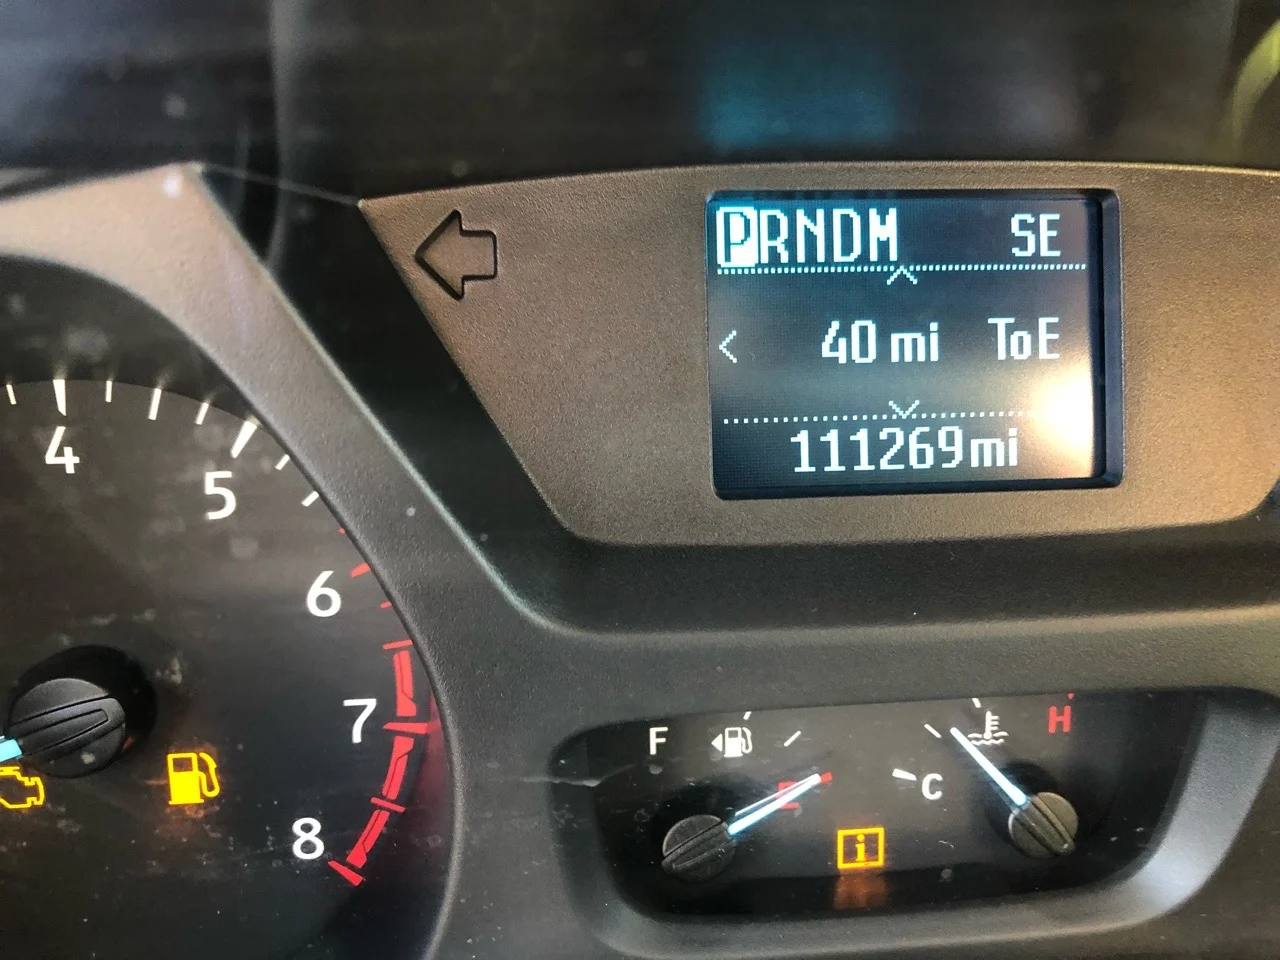 PRNDM SE
40 mi ToE
111269mi
4
5
6
7
8
F
E
C
H
i